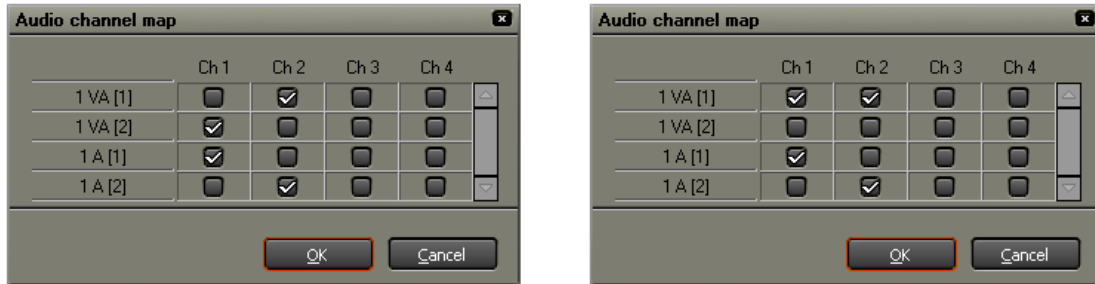 Audio channel map
Ch 1 Ch 2 Ch 3 Ch 4
1 VA [1]
1 VA [2]
1 A [1]
1 A [2]
OK Cancel
Audio channel map
Ch 1 Ch 2 Ch 3 Ch 4
1 VA [1]
1 VA [2]
1 A [1]
1 A [2]
OK Cancel